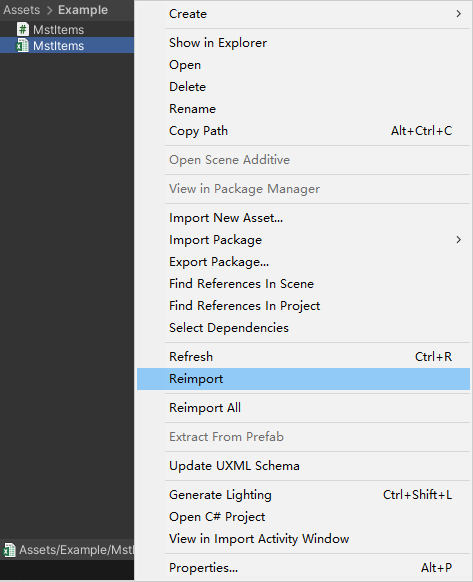 Assets > Example
MstItems
MstItems
Assets/Example/Mst
Create
Show in Explorer
Open
Delete
Rename
Copy Path Alt+Ctrl+C
Open Scene Additive
View in Package Manager
Import New Asset...
Import Package
Export Package...
Find References In Scene
Find References In Project
Select Dependencies
Refresh Ctrl+R
Reimport
Reimport All
Extract From Prefab
Update UXML Schema
Generate Lighting Ctrl+Shift+L
Open C# Project
View in Import Activity Window
Properties... Alt+P